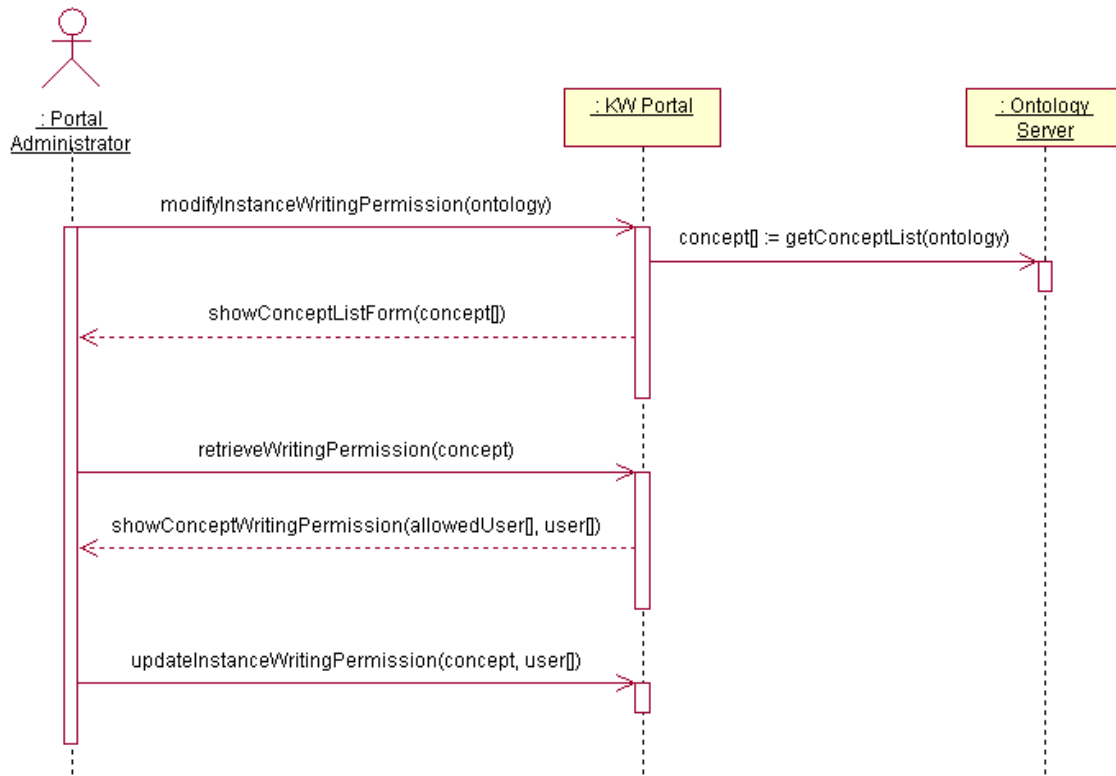 : Portal
Administrator
: KW Portal
: Ontology
Server
modifyInstanceWritingPermission(ontology)
concept[] := getConceptList(ontology)
showConceptListForm(concept[])
retrieveWritingPermission(concept)
showConceptWritingPermission(allowedUser[], user[])
updateInstanceWritingPermission(concept, user[])